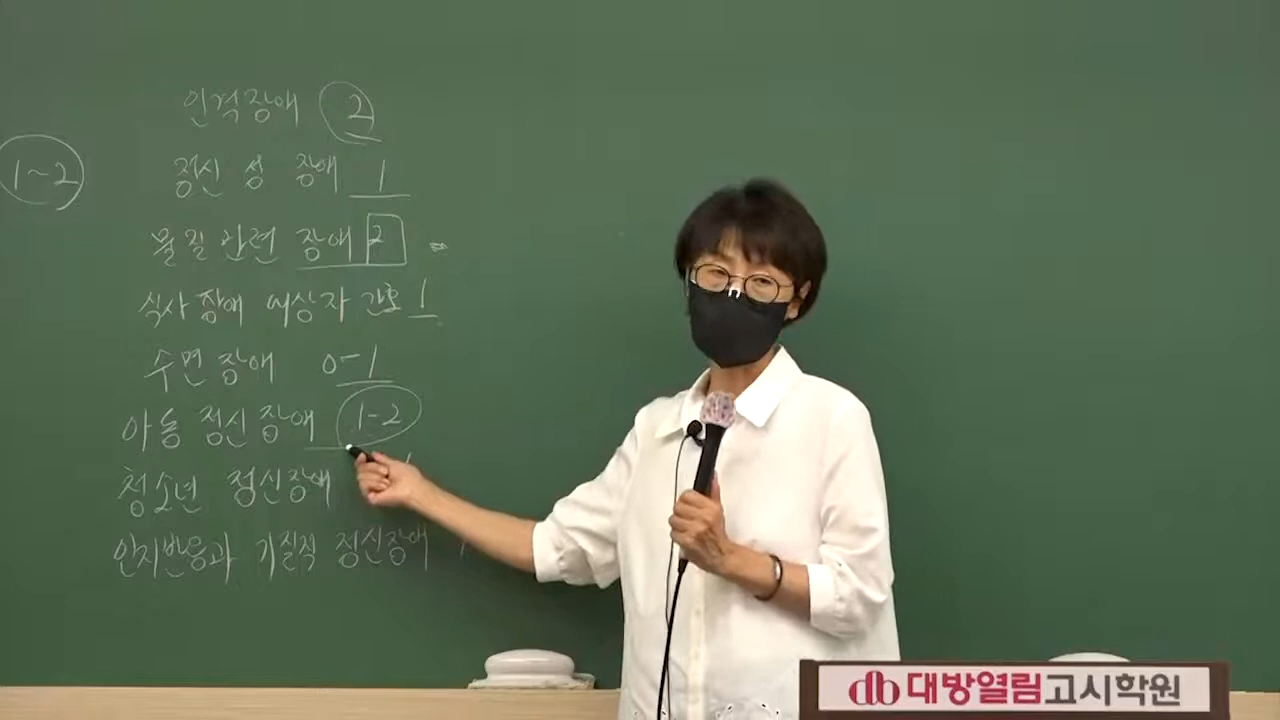 인격장애 2
1~2
정신 성 장애 1
물질관련 장애 2 =
식사장애 대상자 간호 1
수면장애 0-1
아동 정신장애 1-2
청소년 정신장애
인지반응과 기질적 정신장애
db 대방열림고시학원